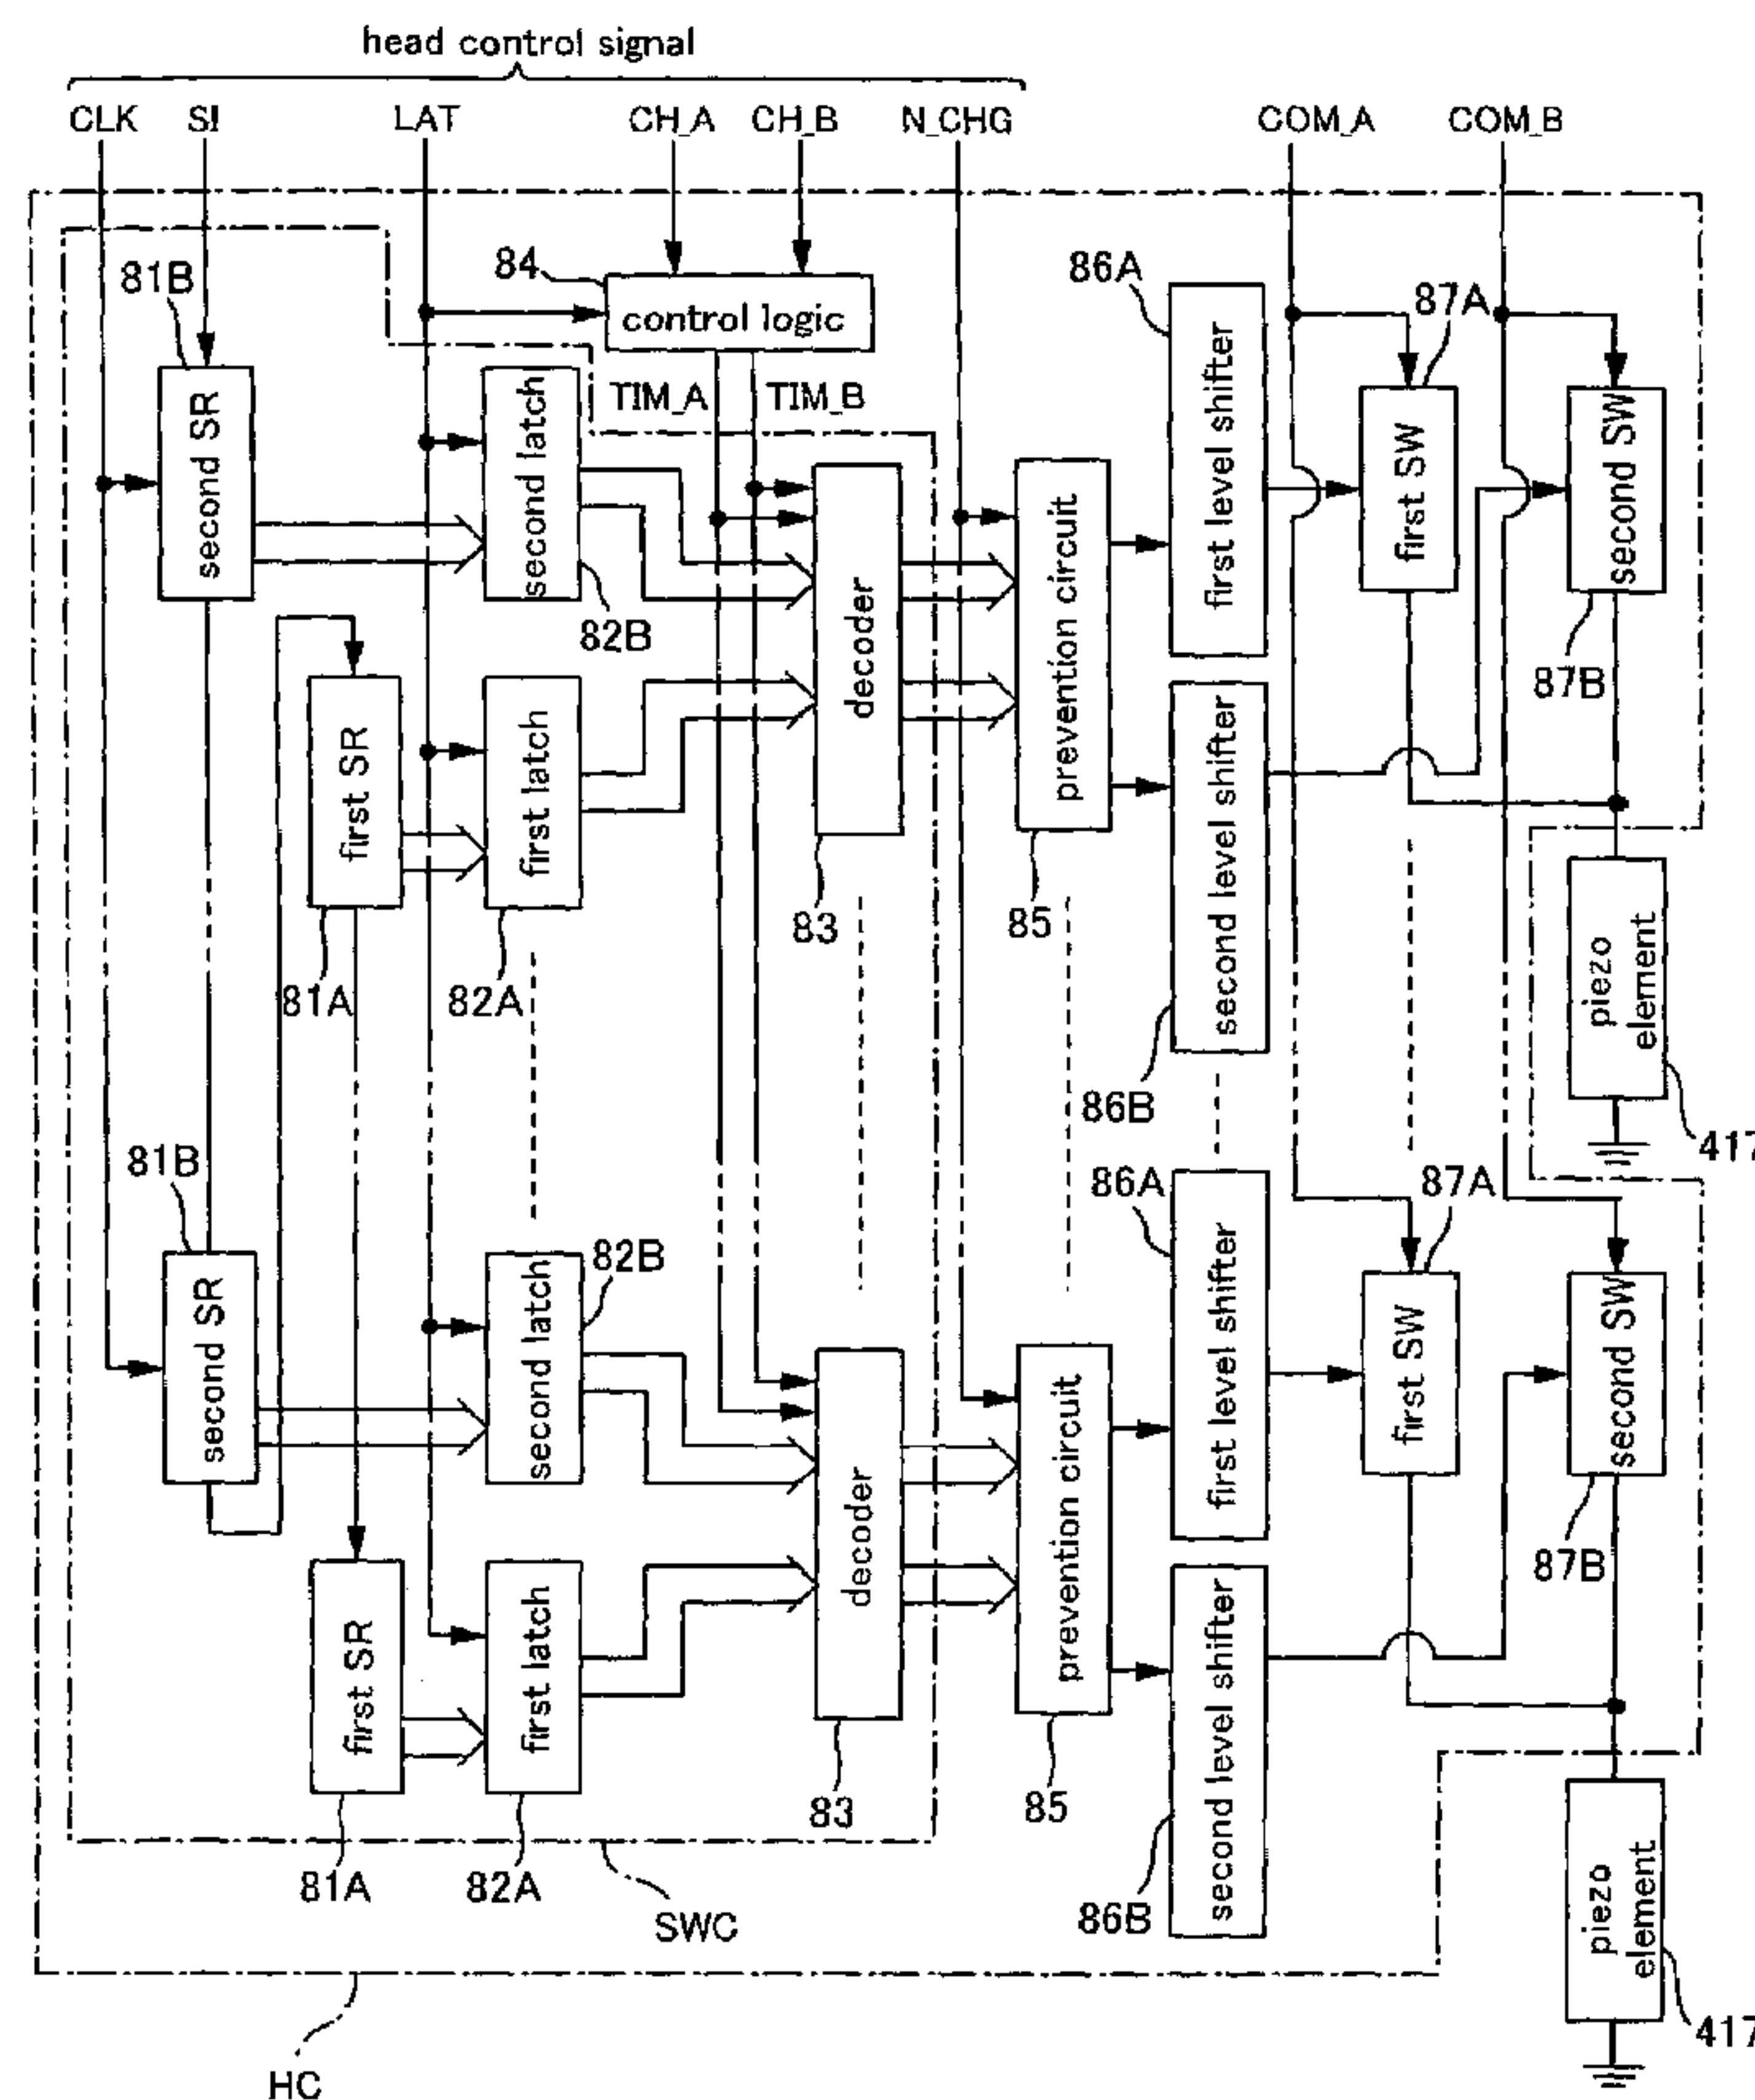 head control signal
CLK SI LAT CH_A CH_B N_CHG COM_A COM_B
81B
84
control logic
86A
87A
second SR
second latch
TIM_A TIM_B
first level shifter
first SW
second SW
decoder
prevention circuit
82B
87B
first SR
first latch
second level shifter
83
85
piezo
element
81A
82A
86B
417
81B
86A
87A
82B
second SR
second latch
first level shifter
first SW
second SW
decoder
prevention circuit
87B
first SR
first latch
second level shifter
83
85
81A
82A
86B
SWC
piezo
element
417
HC